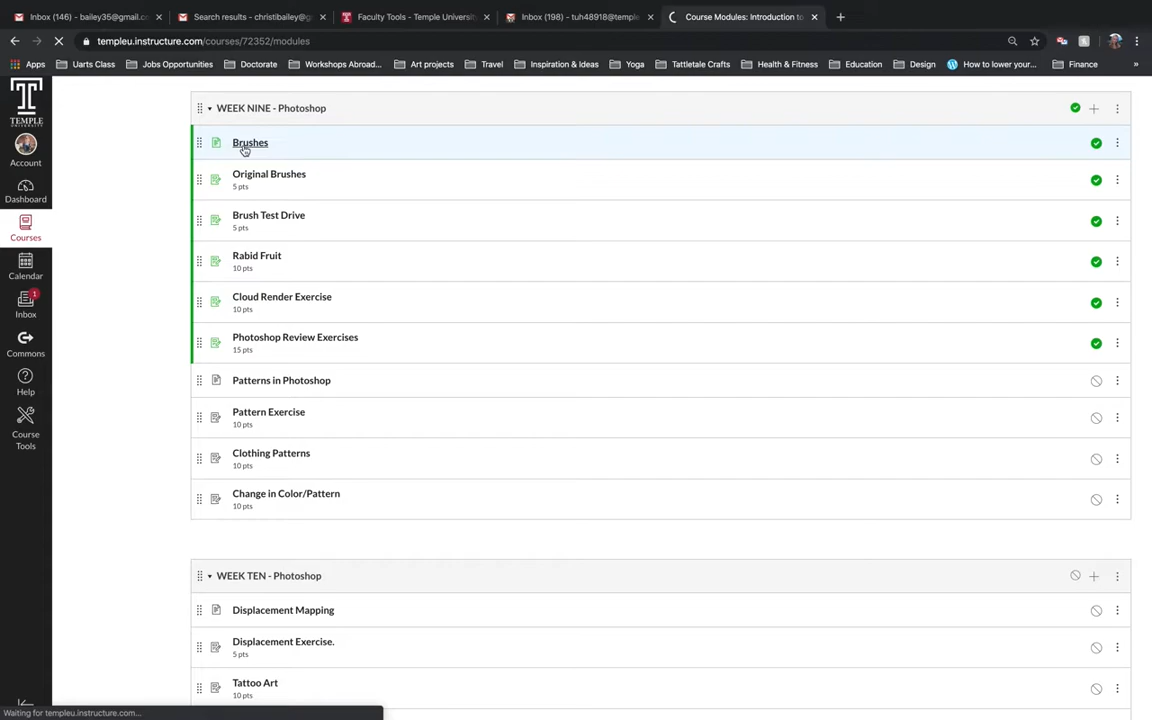 Inbox (146) - bailey35@gmail.co
Search results - christibailey@g
Faculty Tools - Temple Universit
Inbox (198) - tuh48918@temple
Course Modules: Introduction to
templeu.instructure.com/courses/72352/modules
Apps
Uarts Class
Jobs Opportunities
Doctorate
Workshops Abroad...
Art projects
Travel
Inspiration & Ideas
Yoga
Tattletale Crafts
Health & Fitness
Education
Design
How to lower your...
Finance
»
TEMPLE
UNIVERSITY
Account
Dashboard
Courses
Calendar
1
Inbox
Commons
Help
Course
Tools
WEEK NINE - Photoshop
Brushes
Original Brushes
5 pts
Brush Test Drive
5 pts
Rabid Fruit
10 pts
Cloud Render Exercise
10 pts
Photoshop Review Exercises
15 pts
Patterns in Photoshop
Pattern Exercise
10 pts
Clothing Patterns
10 pts
Change in Color/Pattern
10 pts
WEEK TEN - Photoshop
Displacement Mapping
Displacement Exercise.
5 pts
Tattoo Art
10 pts
Waiting for templeu.instructure.com...